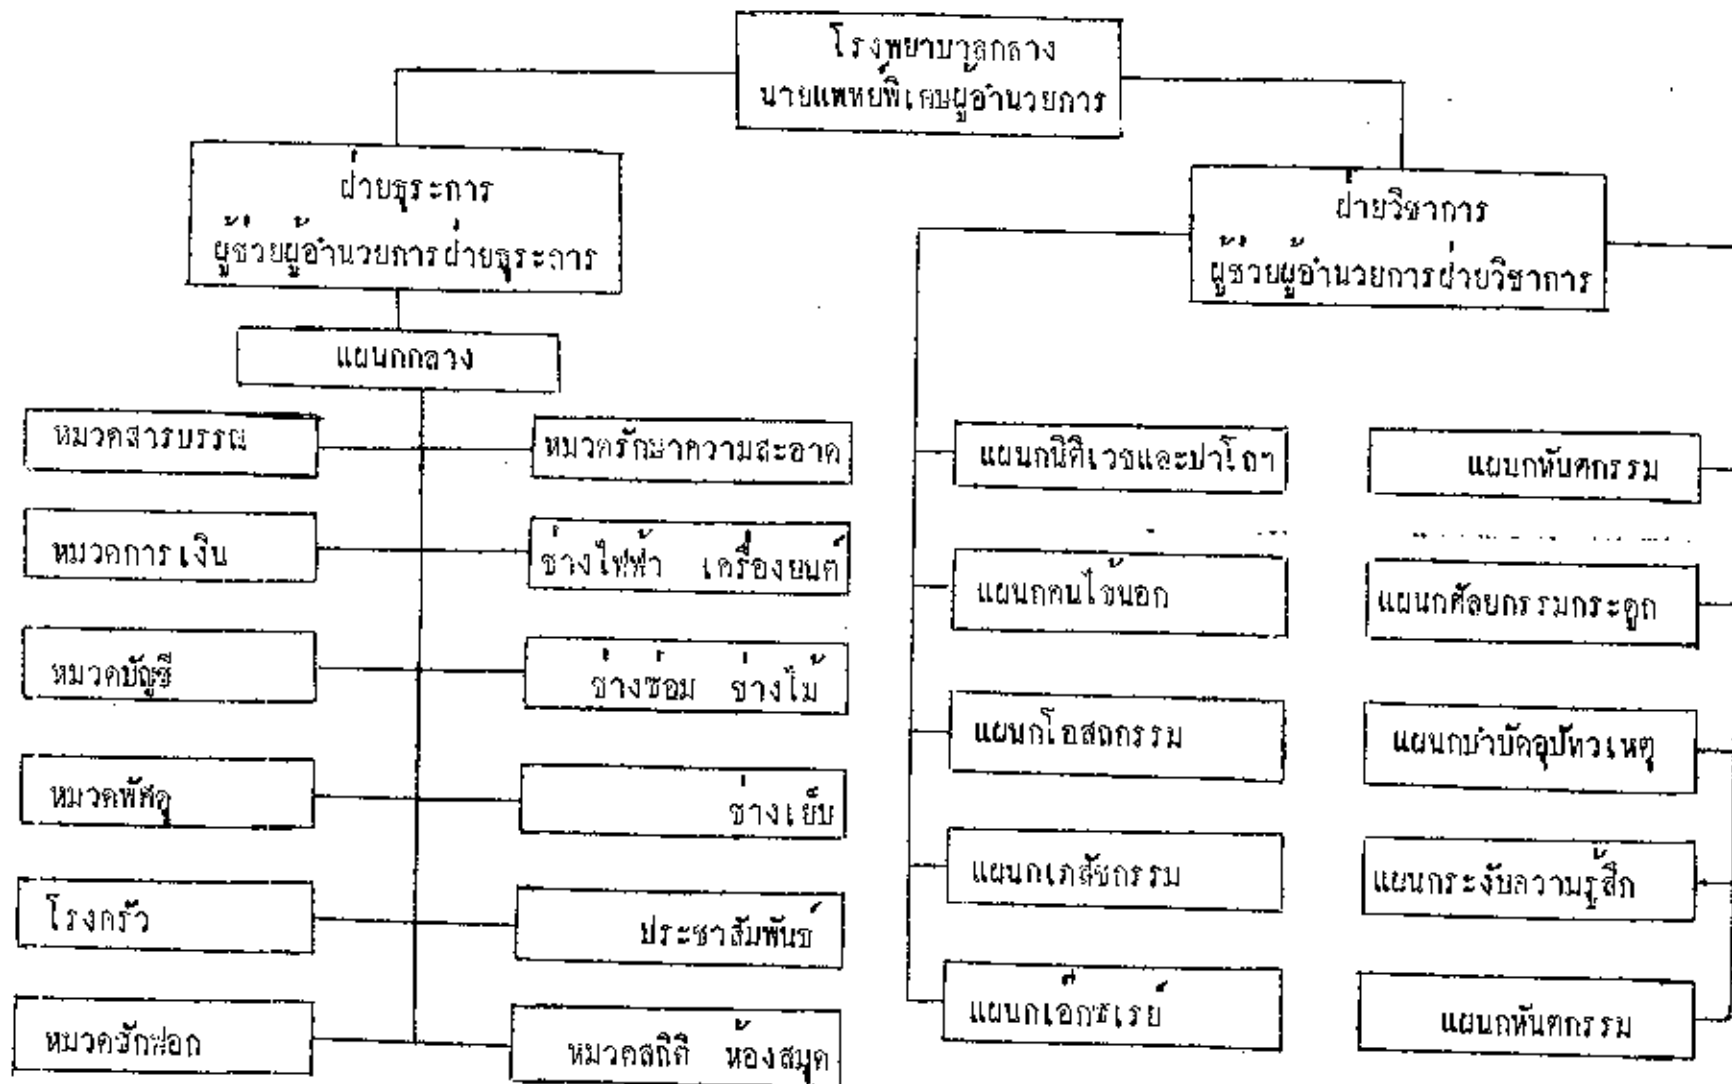 โรงพยาบาลกลาง
นายแพทย์พิเศษผู้อำนวยการ
ฝ่ายธุระการ
ผู้ช่วยผู้อำนวยการฝ่ายธุระการ
ฝ่ายวิชาการ
ผู้ช่วยผู้อำนวยการฝ่ายวิชาการ
แผนกกลาง
หมวดสารบรรณ
หมวดรักษาความสะอาด
หมวดการเงิน
ช่างไฟฟ้า เครื่องยนต์
หมวดบัญชี
ช่างซ่อม ช่างไม้
หมวดพัศดุ
ช่างเย็บ
โรงครัว
ประชาสัมพันธ์
หมวดซักฟอก
หมวดสถิติ ห้องสมุด
แผนกนิติเวชและปาโถฯ
แผนกทันตกรรม
แผนกคนไข้นอก
แผนกศัลยกรรมกระดูก
แผนกโอสถกรรม
แผนกบำบัดอุปัทวเหตุ
แผนกเภสัชกรรม
แผนกระงับความรู้สึก
แผนกเอ็กซเรย์
แผนกทันตกรรม